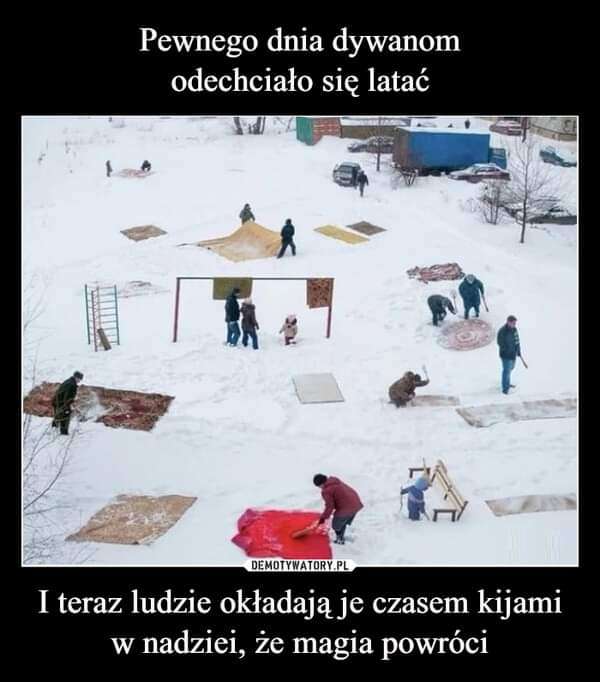 Pewnego dnia dywanom
odechciało się latać
DEMOTYWATORY.PL
I teraz ludzie okładają je czasem kijami
w nadziei, że magia powróci